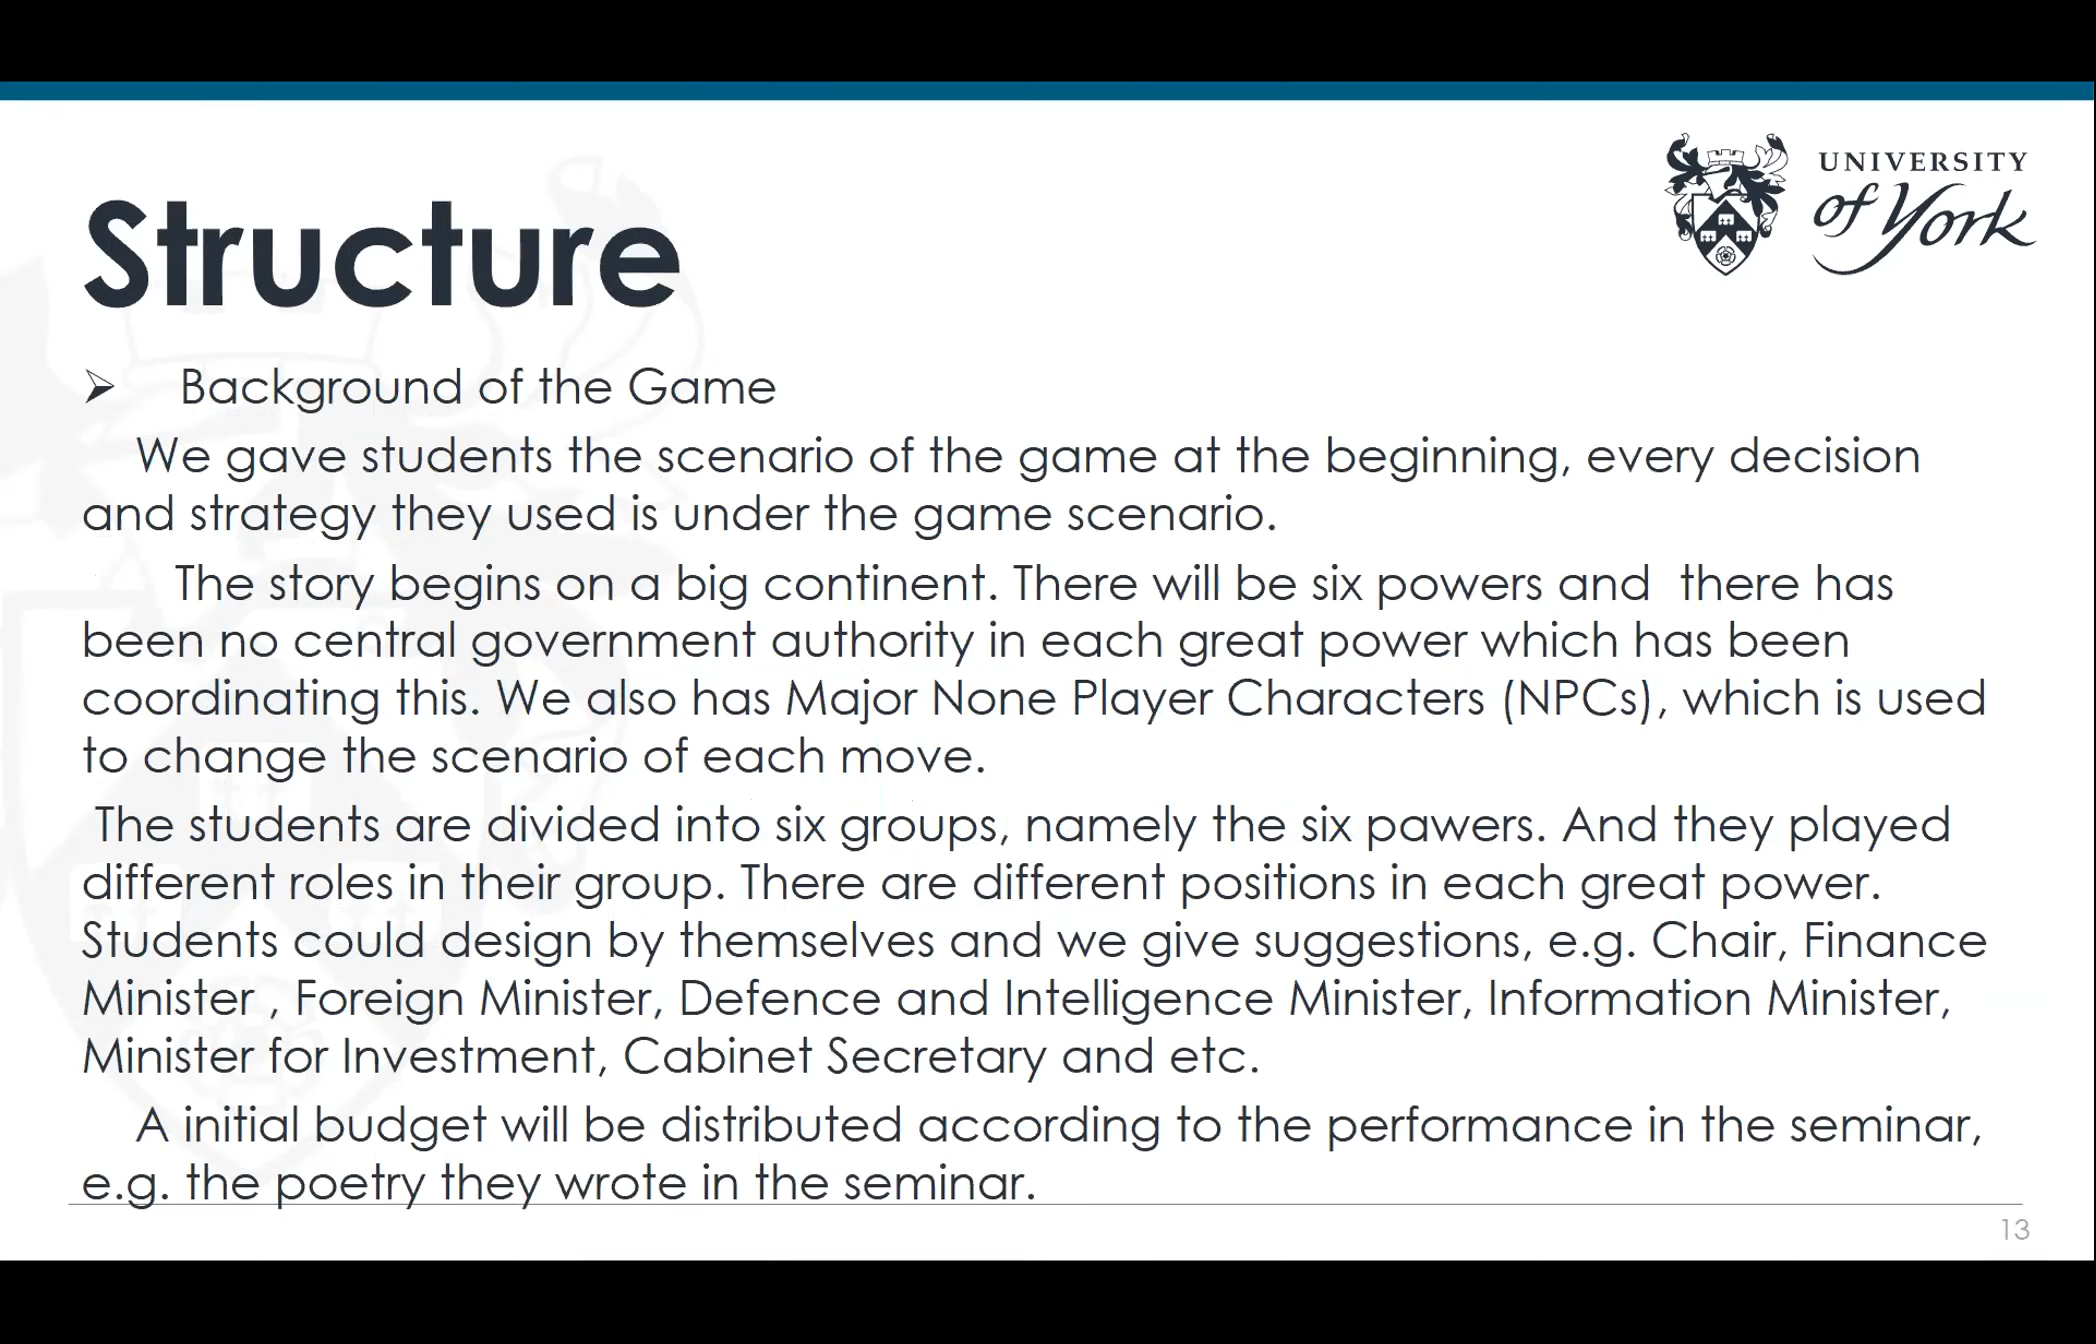 UNIVERSITY
of York
Structure
Background of the Game
We gave students the scenario of the game at the beginning, every decision
and strategy they used is under the game scenario.
The story begins on a big continent. There will be six powers and  there has
been no central government authority in each great power which has been
coordinating this. We also has Major None Player Characters (NPCs), which is used
to change the scenario of each move.
The students are divided into six groups, namely the six pawers. And they played
different roles in their group. There are different positions in each great power.
Students could design by themselves and we give suggestions, e.g. Chair, Finance
Minister , Foreign Minister, Defence and Intelligence Minister, Information Minister,
Minister for Investment, Cabinet Secretary and etc.
A initial budget will be distributed according to the performance in the seminar,
e.g. the poetry they wrote in the seminar.
13